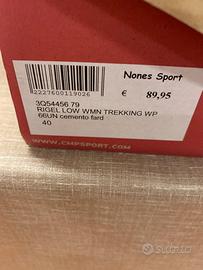 Nones Sport
€ 89,95
2227600119026
3Q54456 79
RIGEL LOW WMN TREKKING WP
66UN cemento fard
40
WWW.CMPSPORT.COM
subito